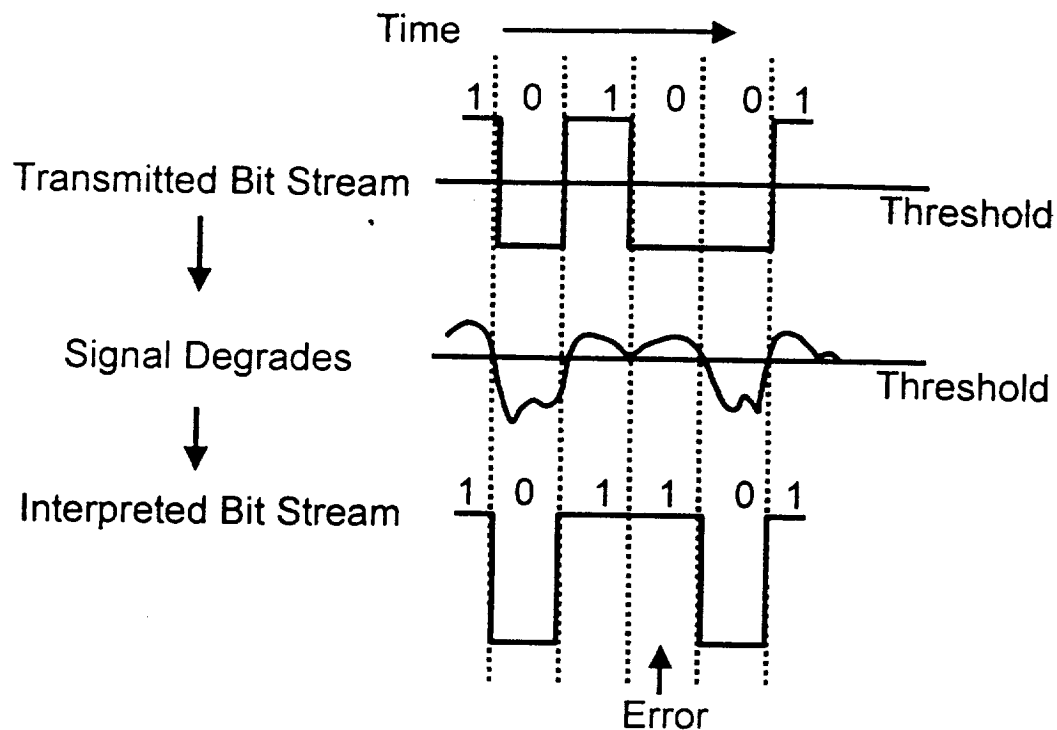 Time
1 0 1 0 0 1
Transmitted Bit Stream
Threshold
Signal Degrades
Threshold
1 0 1 1 0 1
Interpreted Bit Stream
Error